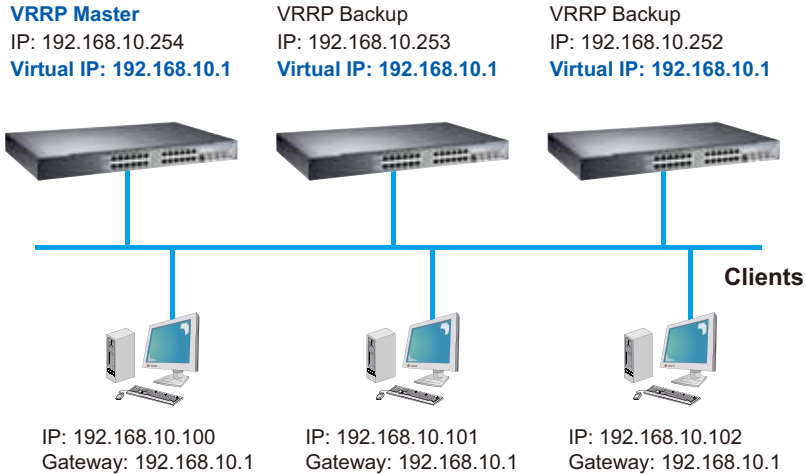 VRRP Master
IP: 192.168.10.254
Virtual IP: 192.168.10.1
VRRP Backup
IP: 192.168.10.253
Virtual IP: 192.168.10.1
VRRP Backup
IP: 192.168.10.252
Virtual IP: 192.168.10.1
Clients
IP: 192.168.10.100
Gateway: 192.168.10.1
IP: 192.168.10.101
Gateway: 192.168.10.1
IP: 192.168.10.102
Gateway: 192.168.10.1